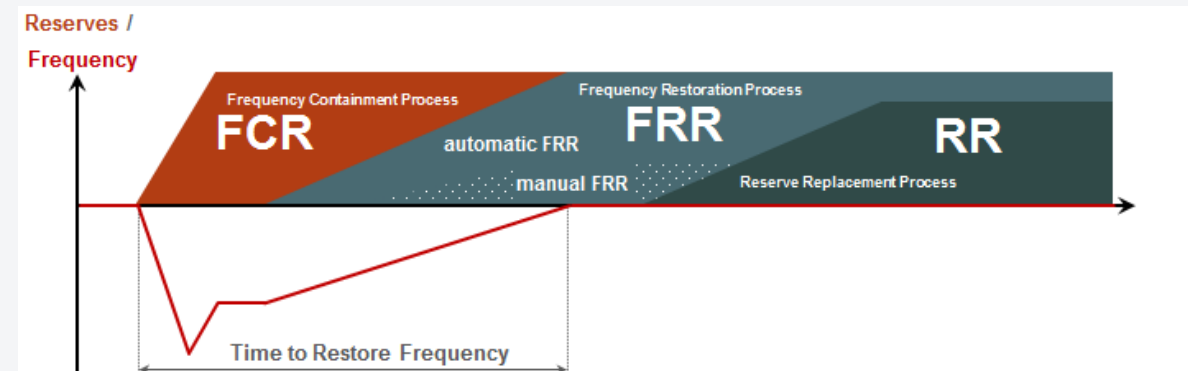 Reserves /
Frequency
Frequency Containment Process
FCR
Frequency Restoration Process
FRR
automatic FRR
manual FRR
RR
Reserve Replacement Process
Time to Restore Frequency